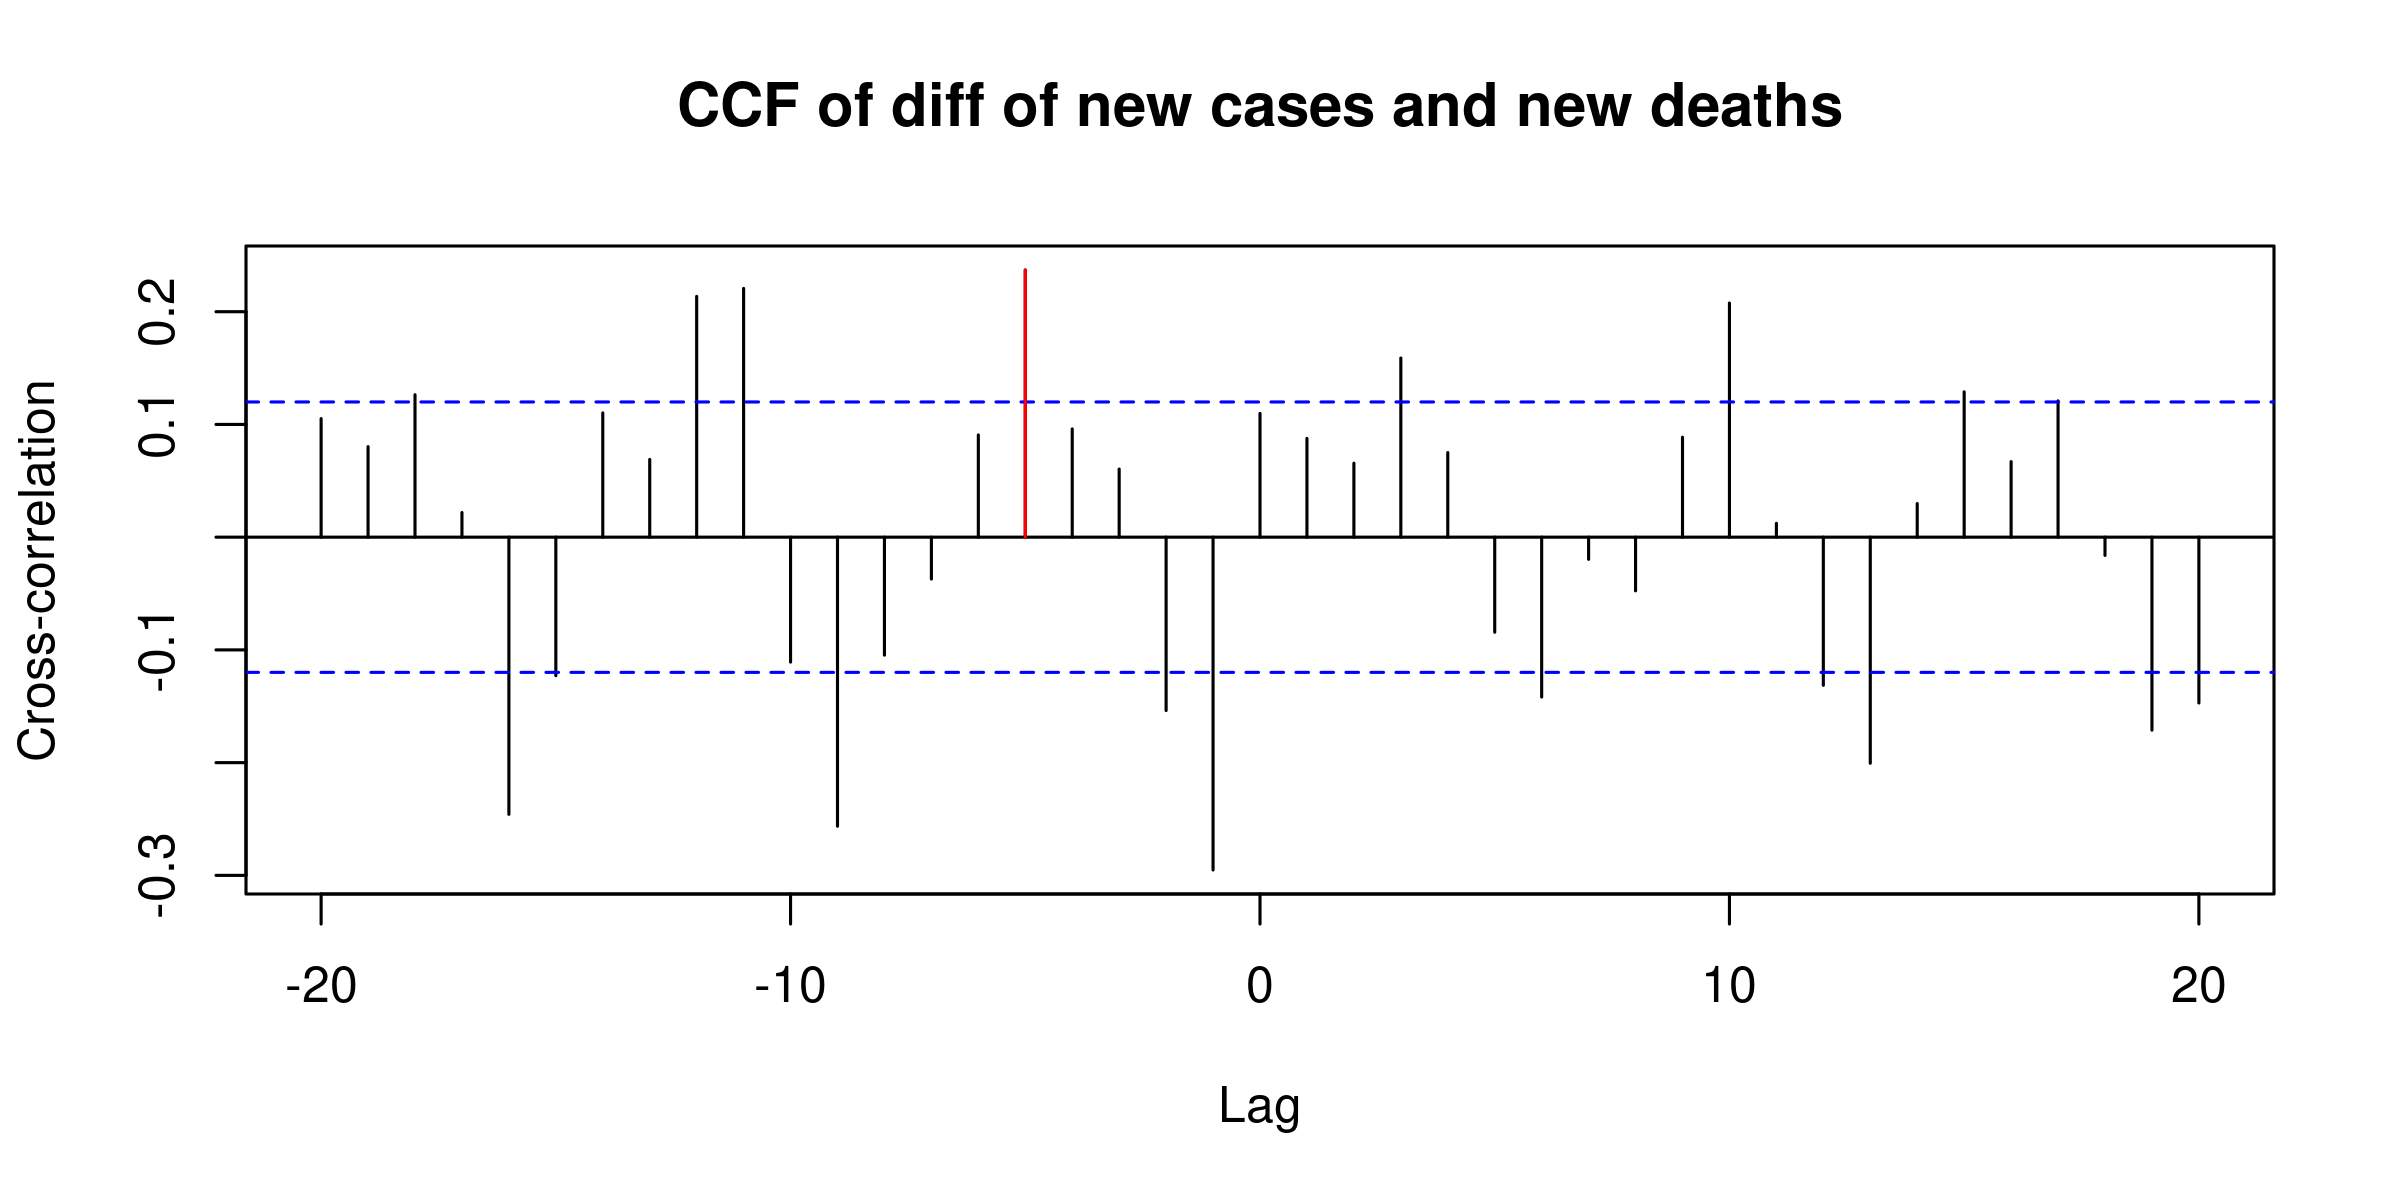 CCF of diff of new cases and new deaths
Cross-correlation
0.2
0.1
-0.1
-0.3
-20 -10 0 10 20
Lag